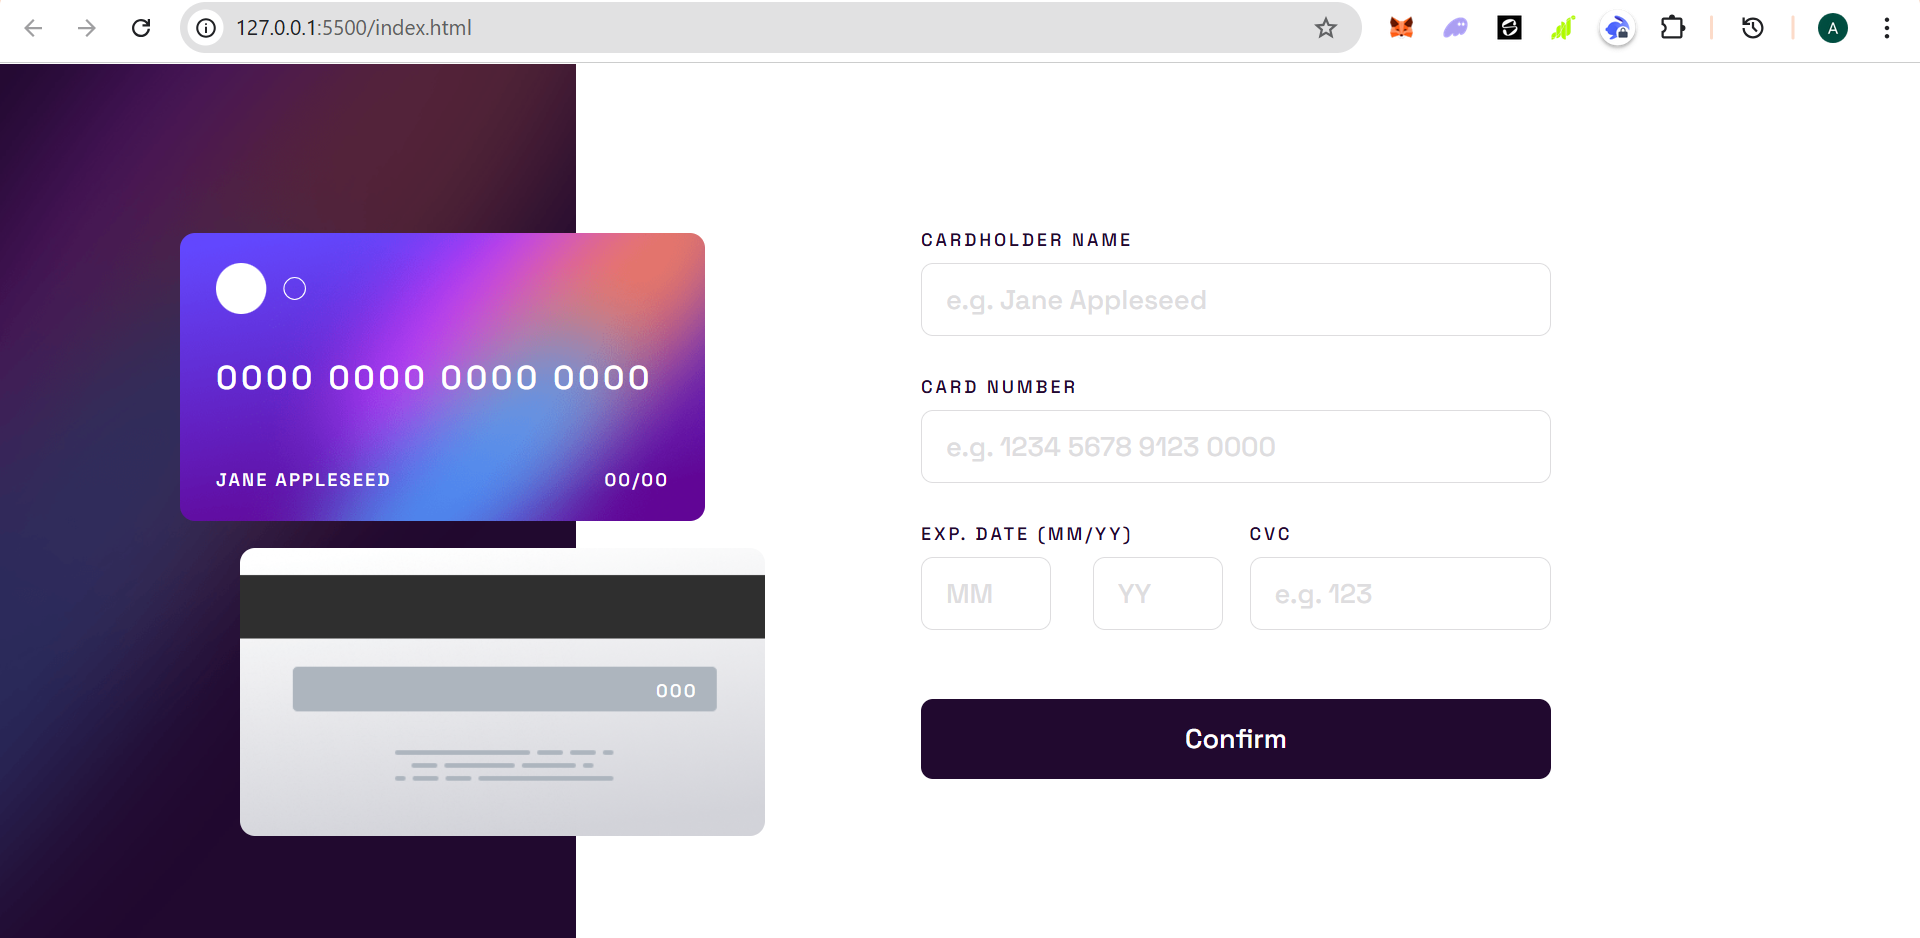 127.0.0.1:5500/index.html
A
0000 0000 0000 0000
JANE APPLESEED 00/00
000
CARDHOLDER NAME
e.g. Jane Appleseed
CARD NUMBER
e.g. 1234 5678 9123 0000
EXP. DATE (MM/YY) CVC
MM YY e.g. 123
Confirm